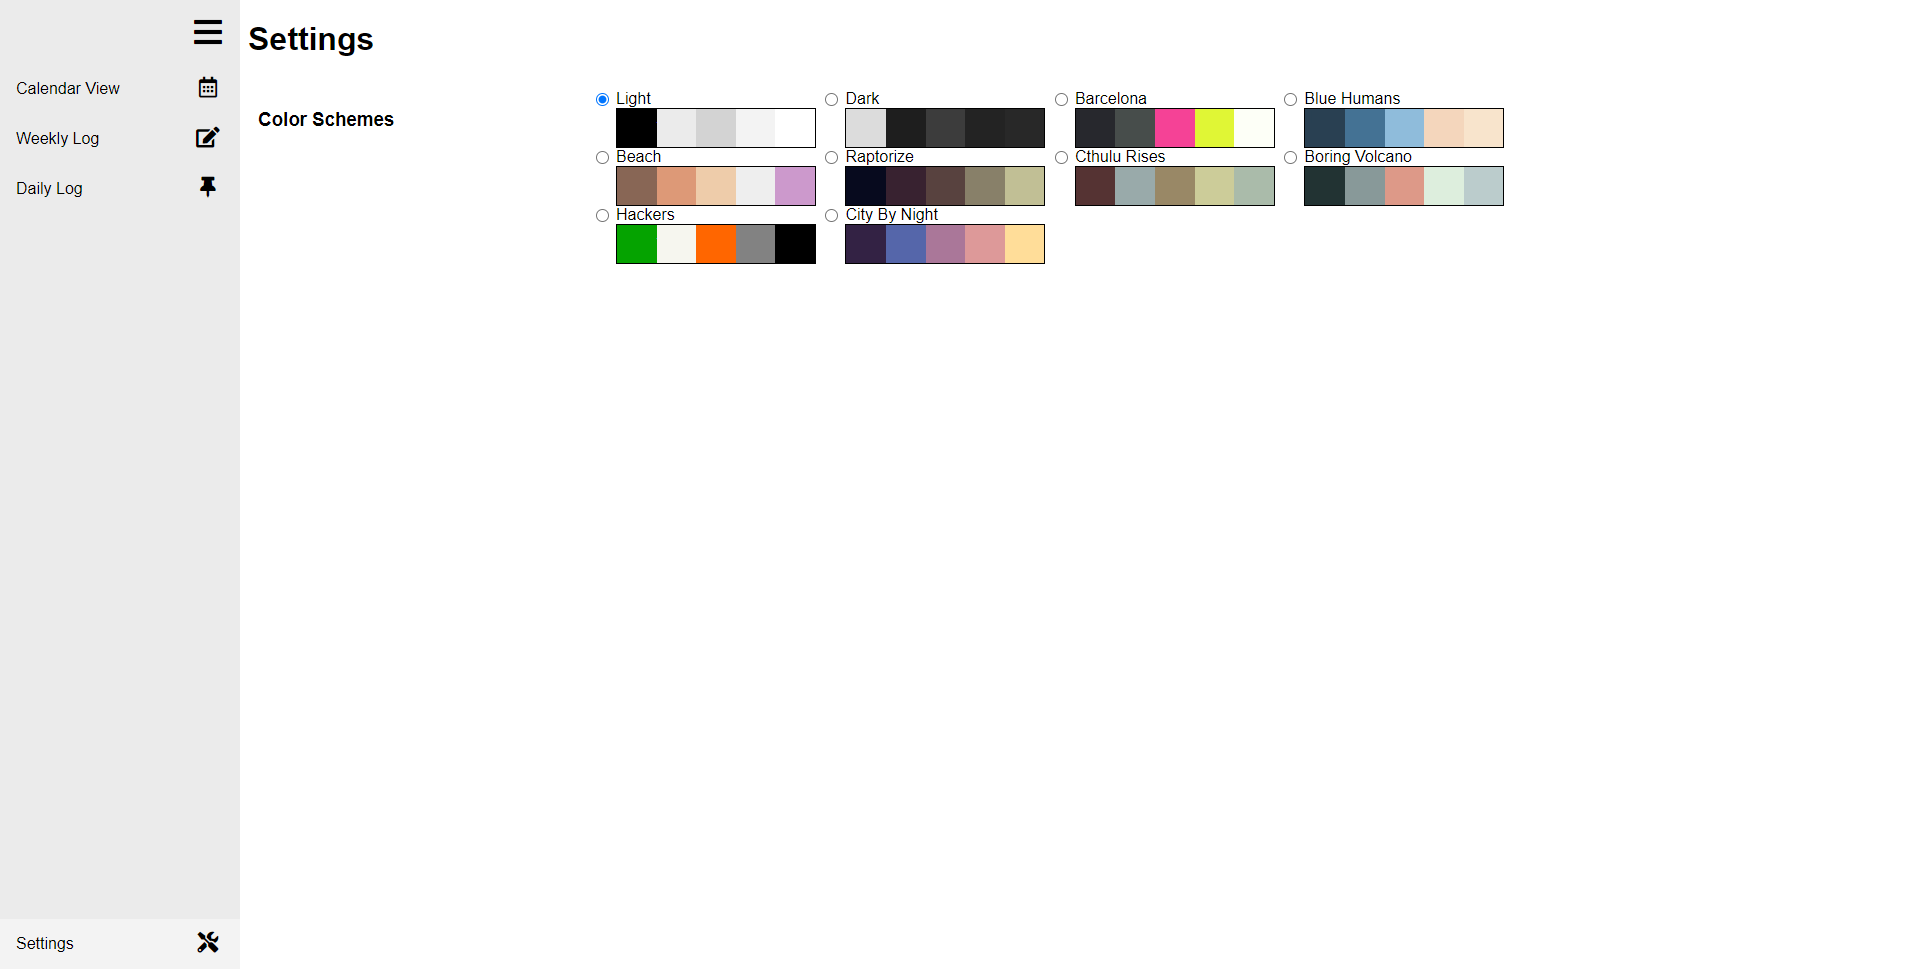 Settings
Calendar View
Weekly Log
Daily Log
Settings
Color Schemes
Light
Dark
Barcelona
Blue Humans
Beach
Raptorize
Cthulu Rises
Boring Volcano
Hackers
City By Night